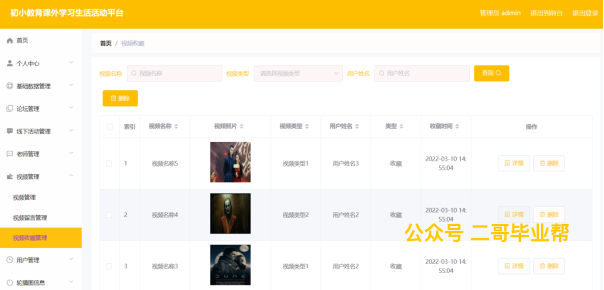 初小教育课外学习生活活动平台
管理员 admin 退出到前台 退出登录
首页
个人中心
基础数据管理
论坛管理
线下活动管理
老师管理
视频管理
视频管理
视频留言管理
视频收藏管理
用户管理
轮播图信息
首页 / 视频收藏
视频名称 视频名称 视频类型 请选择视频类型 用户姓名 用户姓名 查询
删除
索引 视频名称 视频照片 视频类型 用户姓名 类型 收藏时间 操作
1 视频名称5 视频类型1 用户姓名3 收藏 2022-03-10 14:55:04 详情 删除
2 视频名称4 视频类型2 用户姓名2 收藏 2022-03-10 14:55:04 详情 删除
3 视频名称3 DUNE 视频类型1 用户姓名2 收藏 2022-03-10 14:55:04 详情 删除
公众号 二哥毕业帮